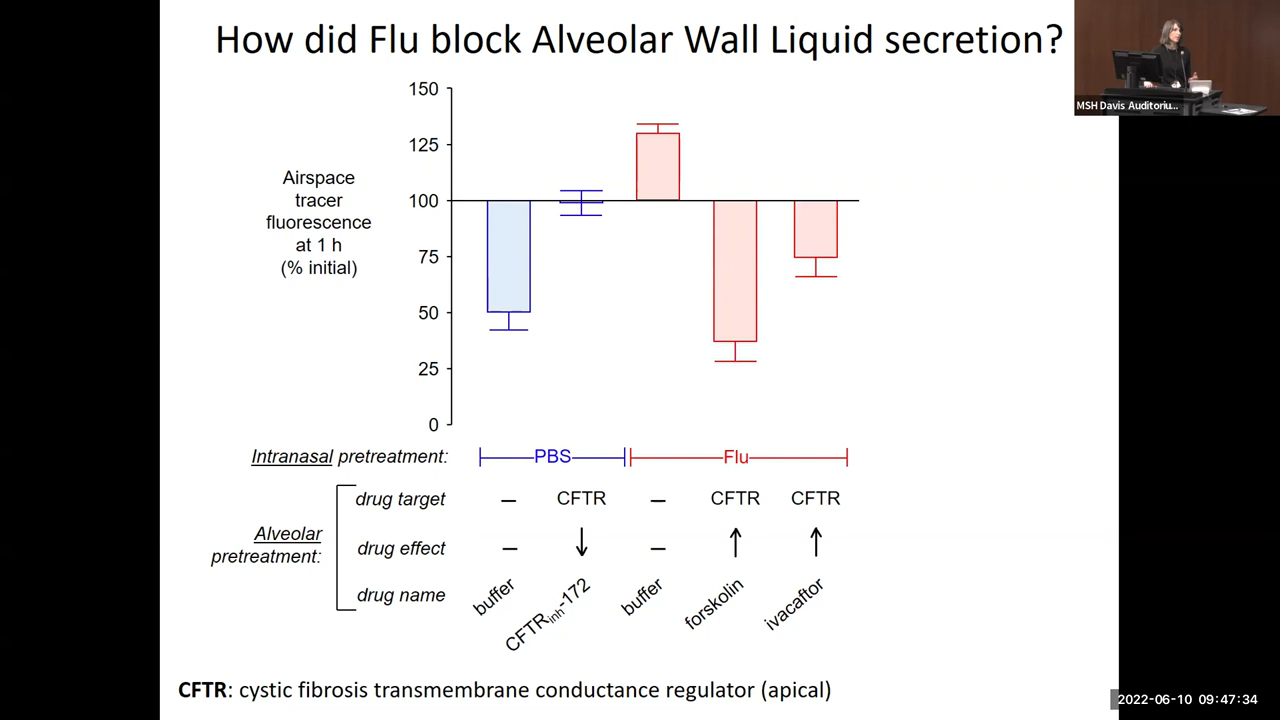 How did Flu block Alveolar Wall Liquid secretion?
MSH Davis Auditoriu...
150
125
100
75
50
25
0
Airspace
tracer
fluorescence
at 1 h
(% initial)
Intranasal pretreatment:
PBS
Flu
Alveolar
pretreatment:
drug target
– CFTR – CFTR CFTR
drug effect
– ↓ – ↑ ↑
drug name
buffer
CFTRinh-172
buffer
forskolin
ivacaftor
CFTR: cystic fibrosis transmembrane conductance regulator (apical)
2022-06-10 09:47:34